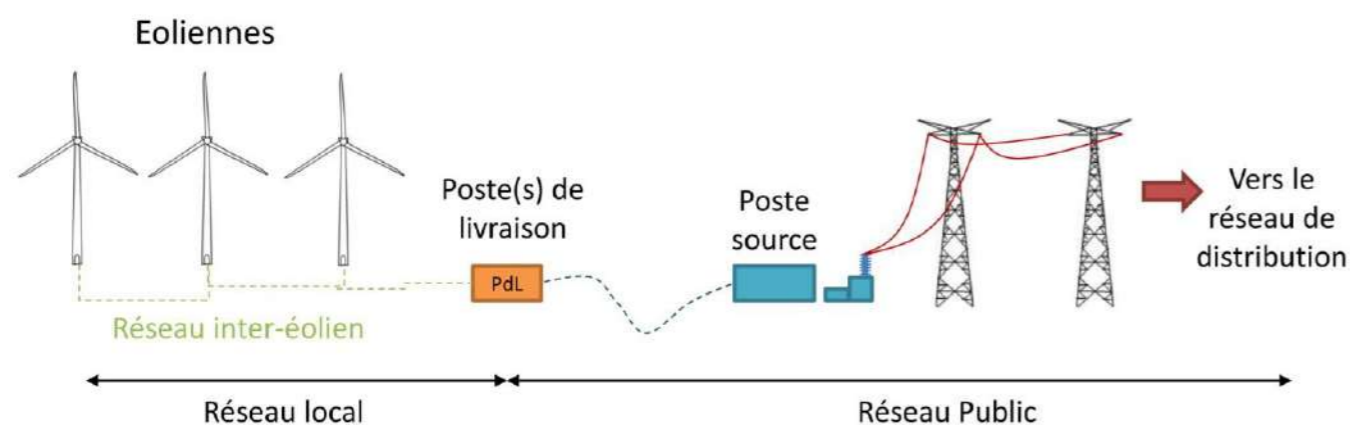 Eoliennes
Poste(s) de
livraison
Poste
source
Vers le
réseau de
distribution
PdL
Réseau inter-éolien
Réseau local
Réseau Public